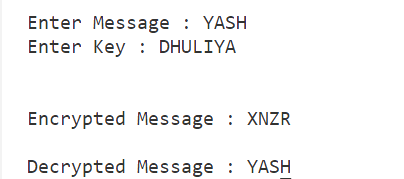 Enter Message : YASH
Enter Key : DHULIYA
Encrypted Message : XNZR
Decrypted Message : YASH